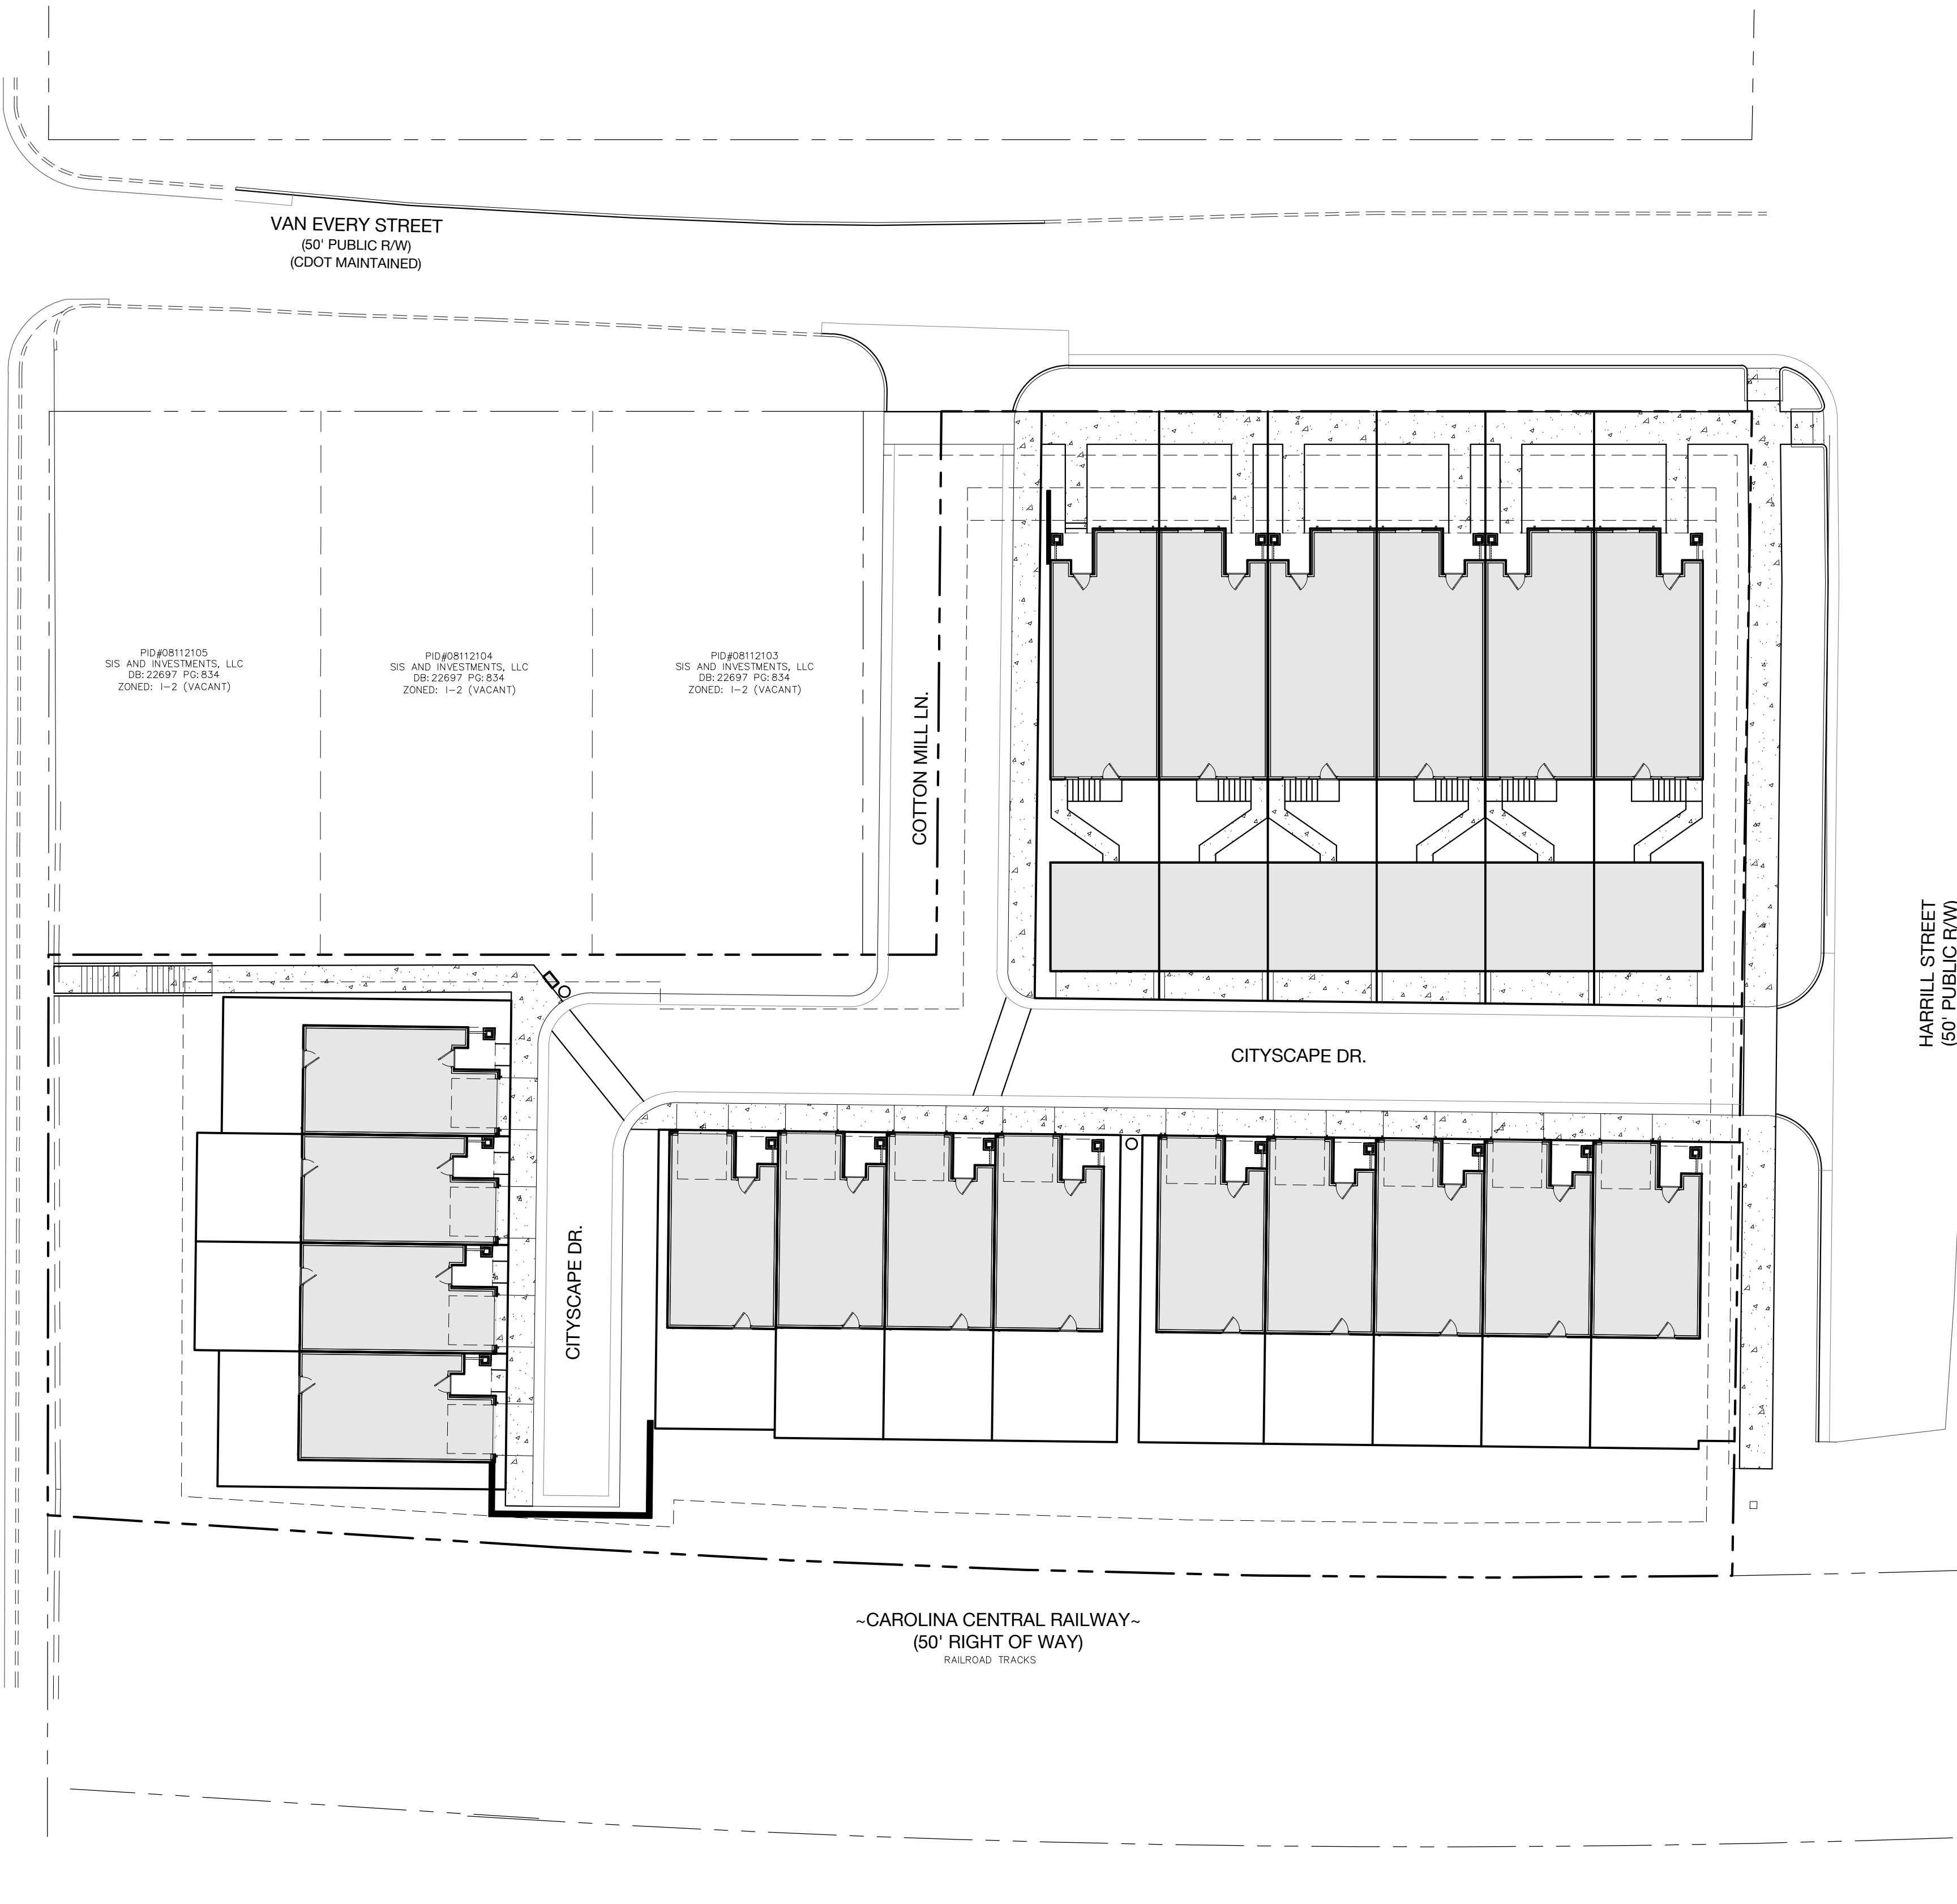 VAN EVERY STREET
(50' PUBLIC R/W)
(CDOT MAINTAINED)
PID#08112105
SIS AND INVESTMENTS, LLC
DB: 22697 PG: 834
ZONED: I-2 (VACANT)
PID#08112104
SIS AND INVESTMENTS, LLC
DB: 22697 PG: 834
ZONED: I-2 (VACANT)
PID#08112103
SIS AND INVESTMENTS, LLC
DB: 22697 PG: 834
ZONED: I-2 (VACANT)
COTTON MILL LN.
HARRILL STREET
(50' PUBLIC R/W)
CITYSCAPE DR.
CITYSCAPE DR.
~CAROLINA CENTRAL RAILWAY~
(50' RIGHT OF WAY)
RAILROAD TRACKS